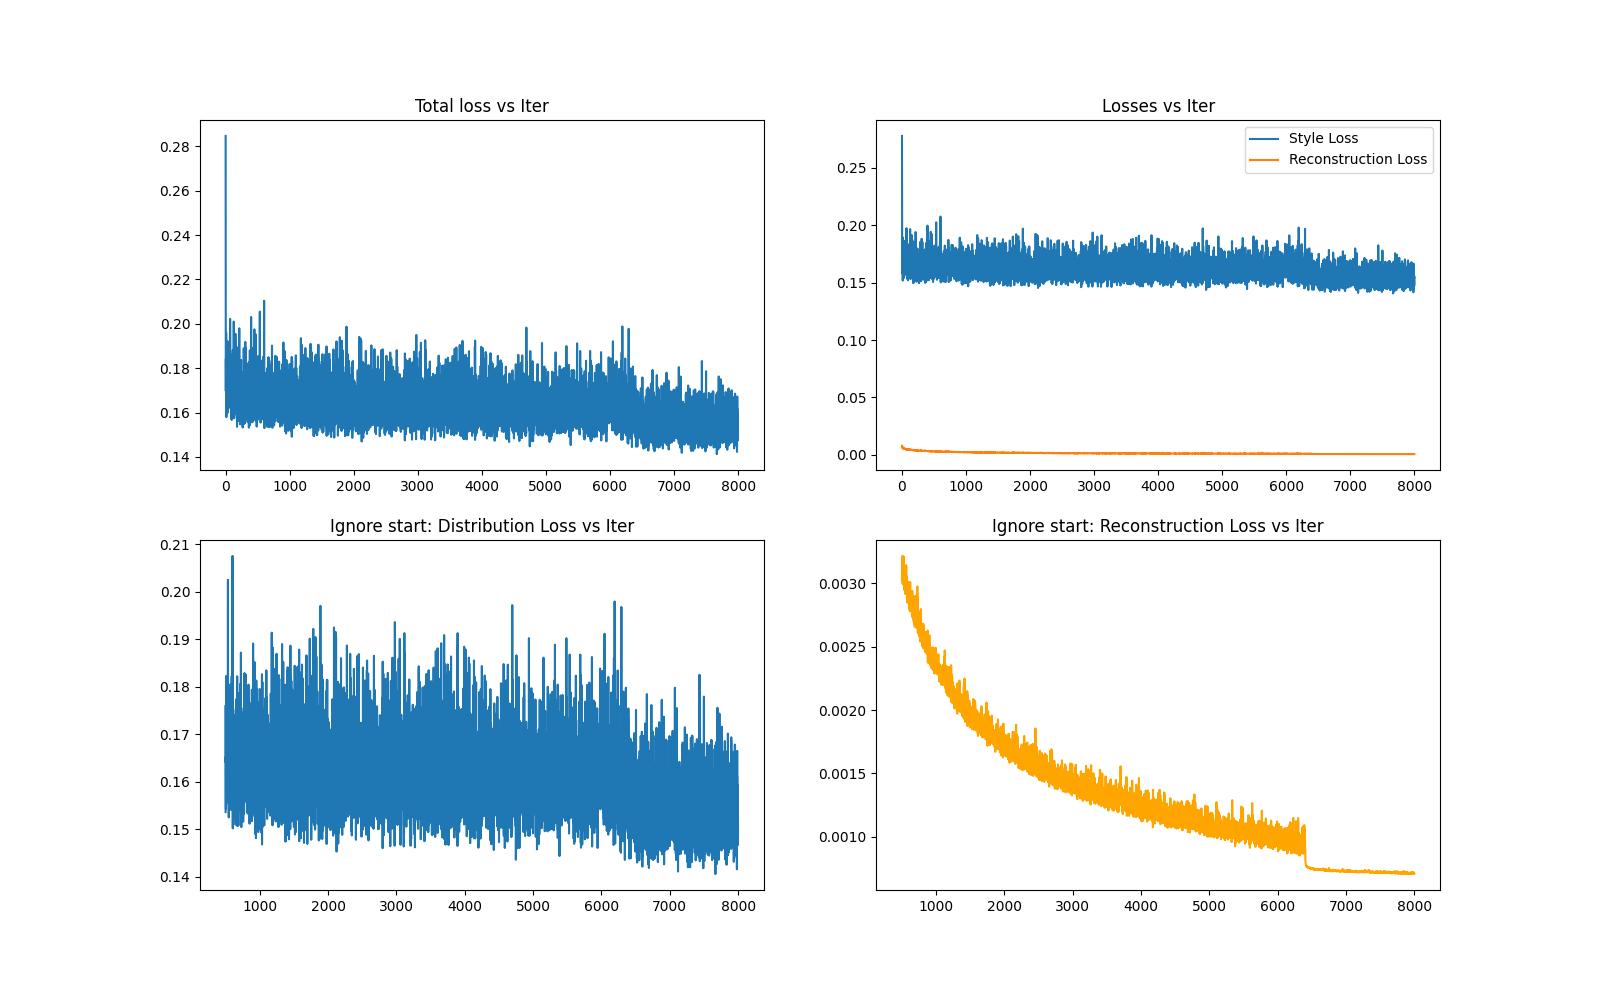 Total loss vs Iter
0.28
0.26
0.24
0.22
0.20
0.18
0.16
0.14
0 1000 2000 3000 4000 5000 6000 7000 8000
Losses vs Iter
Style Loss
Reconstruction Loss
0.25
0.20
0.15
0.10
0.05
0.00
0 1000 2000 3000 4000 5000 6000 7000 8000
Ignore start: Distribution Loss vs Iter
0.21
0.20
0.19
0.18
0.17
0.16
0.15
0.14
1000 2000 3000 4000 5000 6000 7000 8000
Ignore start: Reconstruction Loss vs Iter
0.0030
0.0025
0.0020
0.0015
0.0010
1000 2000 3000 4000 5000 6000 7000 8000